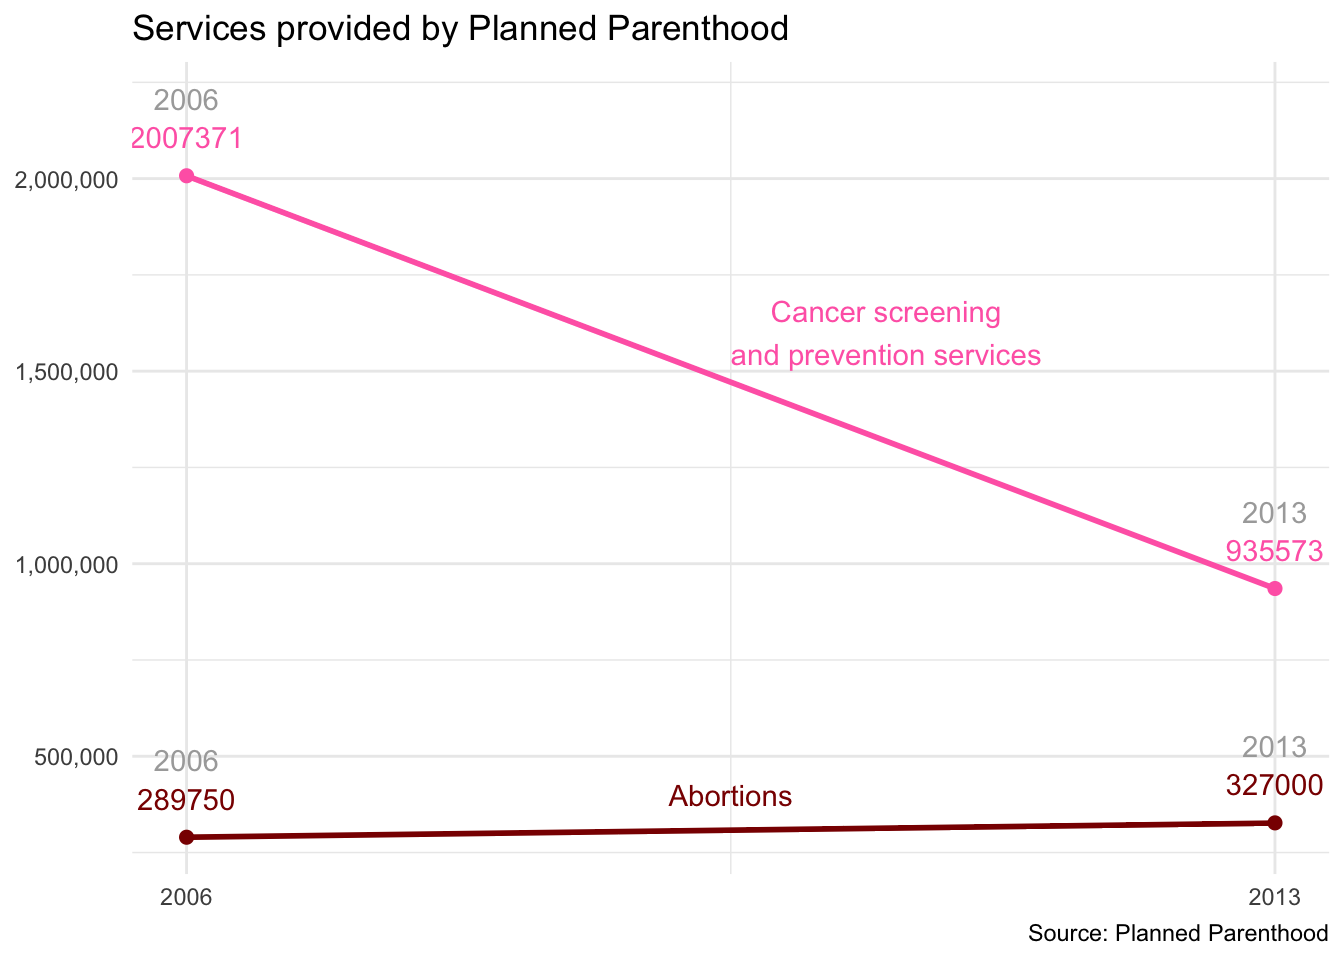 Services provided by Planned Parenthood
2006
2007371
2,000,000
Cancer screening
and prevention services
1,500,000
2013
935573
1,000,000
2013
500,000
2006
327000
Abortions
289750
2006
2013
Source: Planned Parenthood